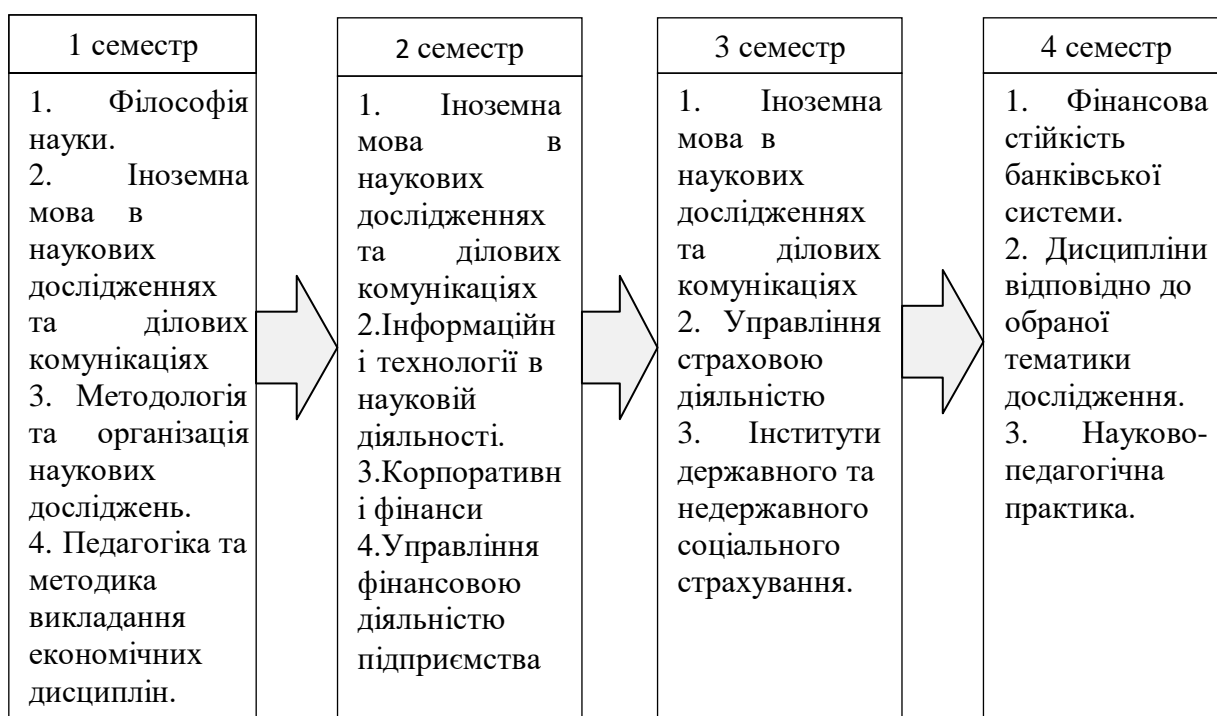 1 семестр
1. Філософія
науки.
2. Іноземна
мова в
наукових
дослідженнях
та ділових
комунікаціях
3. Методологія
та організація
наукових
досліджень.
4. Педагогіка та
методика
викладання
економічних
дисциплін.
2 семестр
1. Іноземна
мова в
наукових
дослідженнях
та ділових
комунікаціях
2.Інформаційн
і технології в
науковій
діяльності.
3.Корпоративн
і фінанси
4.Управління
фінансовою
діяльністю
підприємства
3 семестр
1. Іноземна
мова в
наукових
дослідженнях
та ділових
комунікаціях
2. Управління
страховою
діяльністю
3. Інститути
державного та
недержавного
соціального
страхування.
4 семестр
1. Фінансова
стійкість
банківської
системи.
2. Дисципліни
відповідно до
обраної
тематики
дослідження.
3. Науково-
педагогічна
практика.